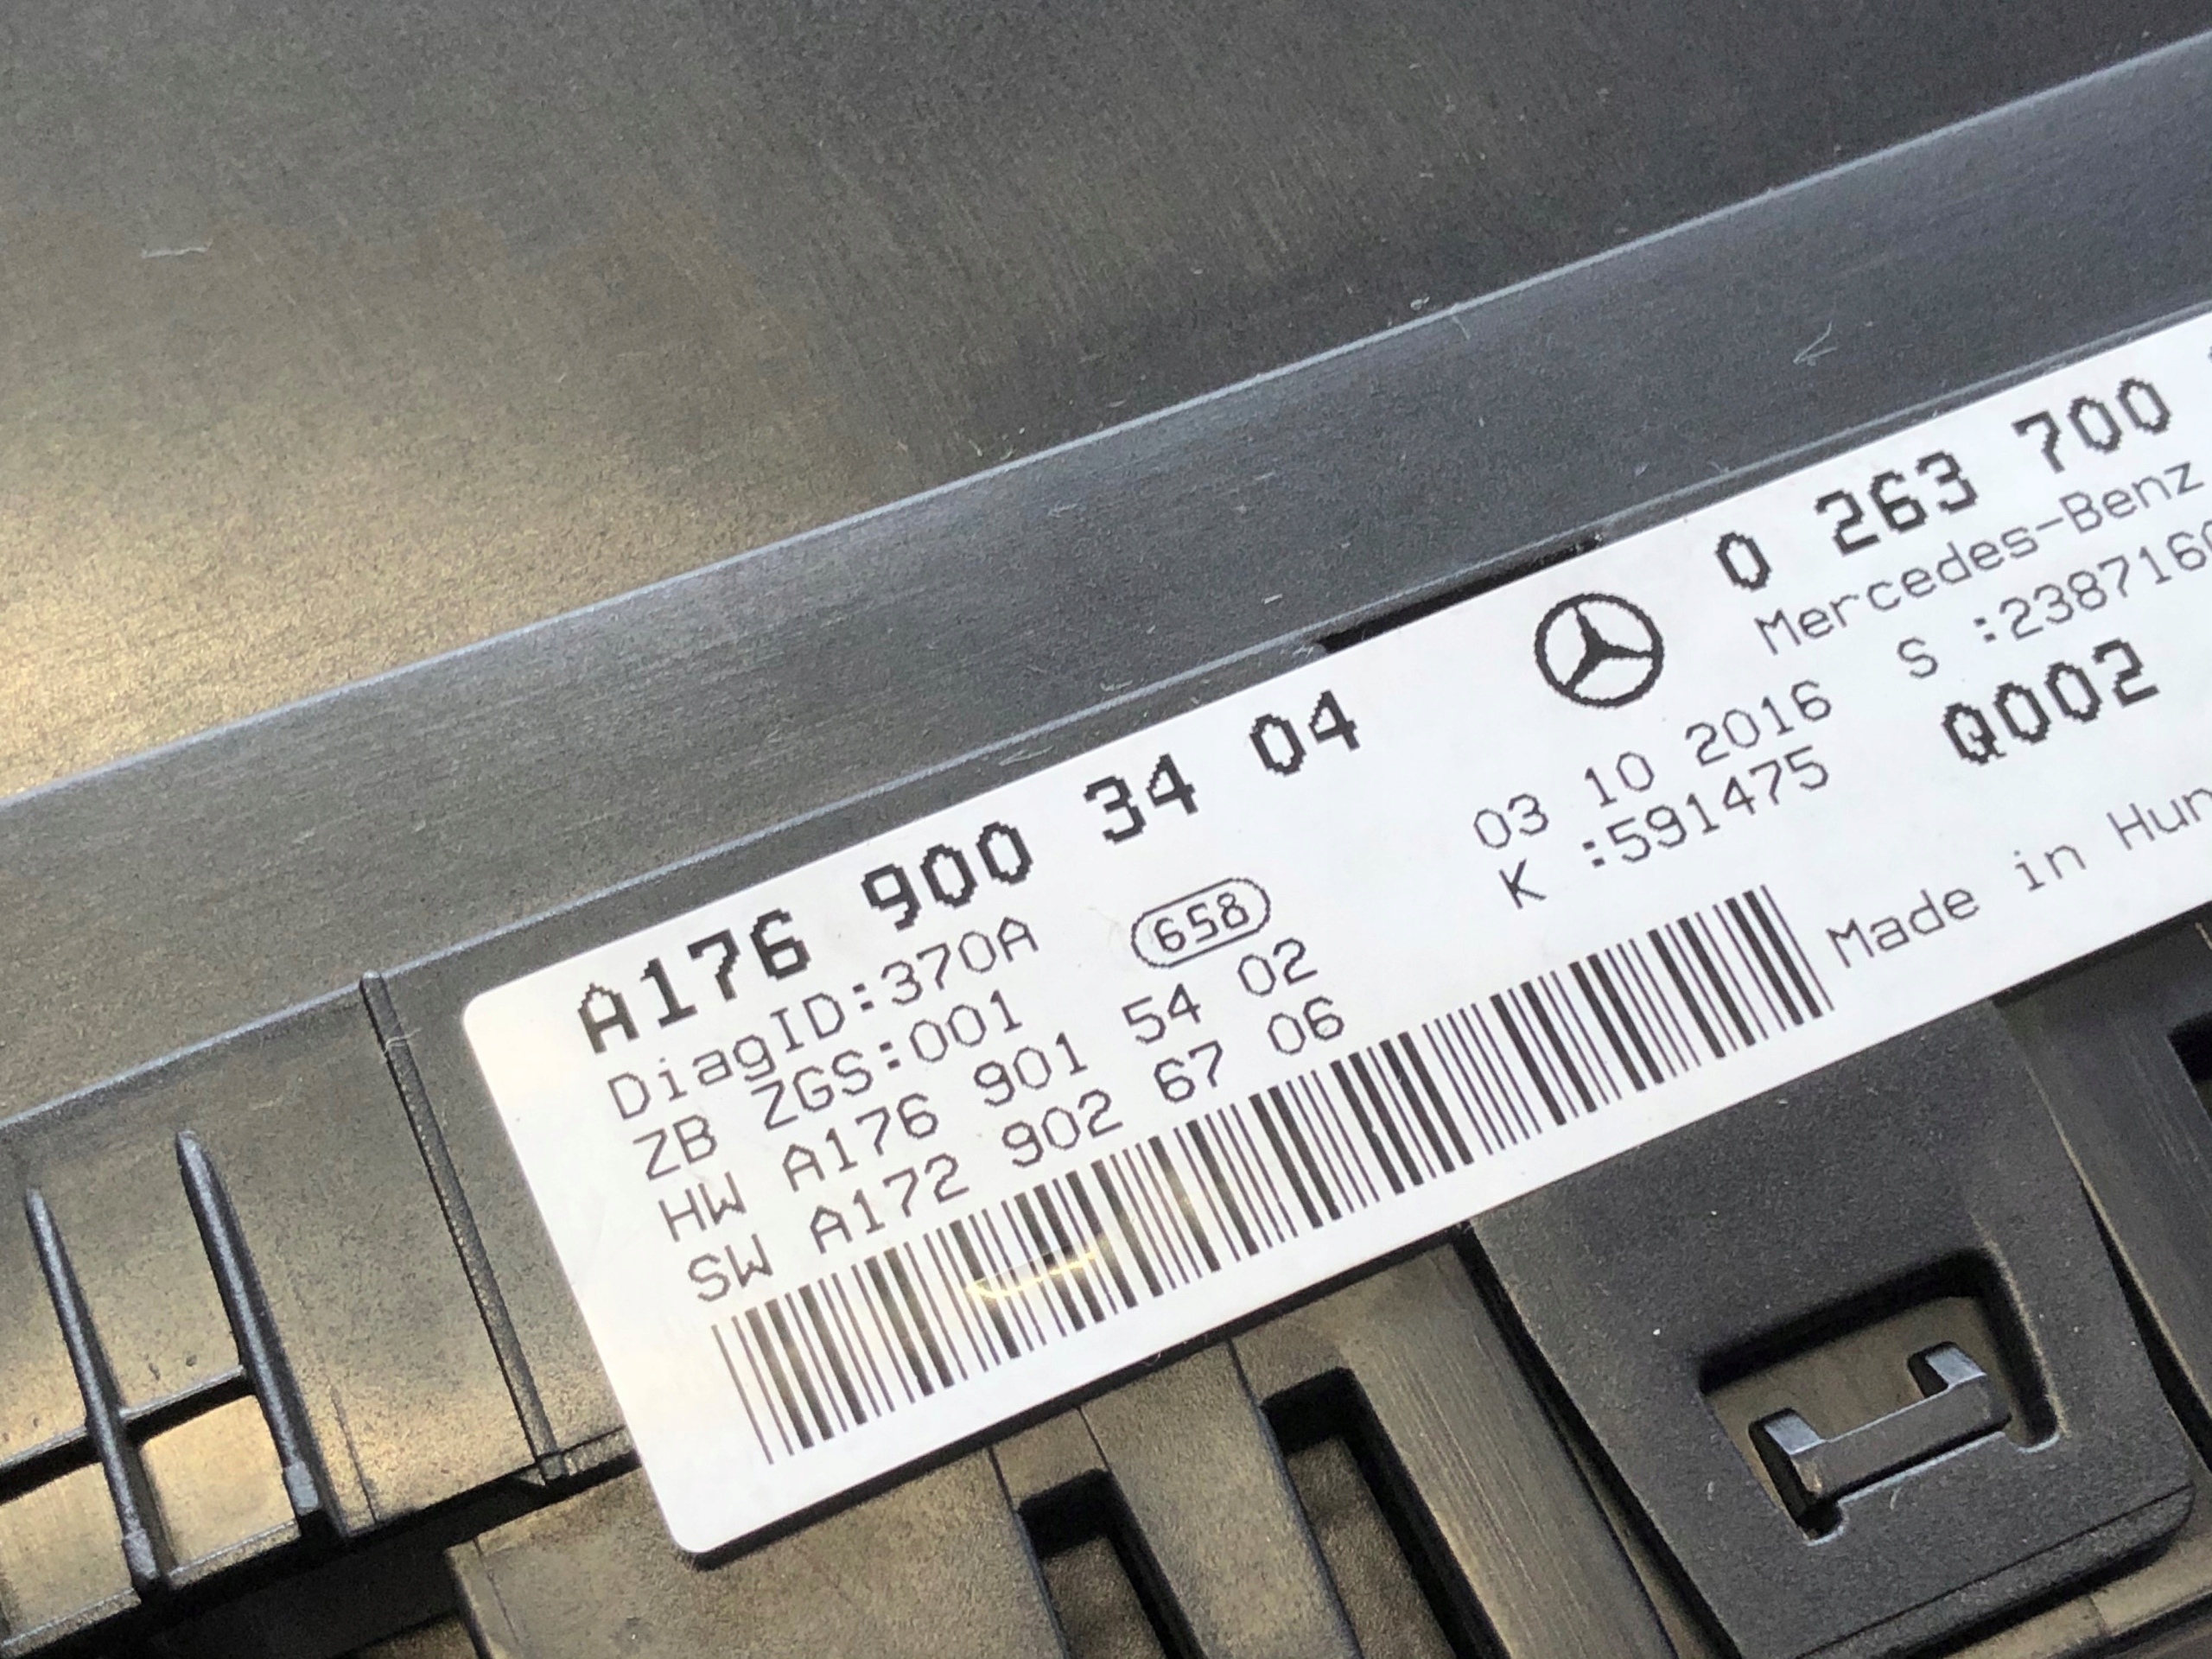 A176 900 34 04
DiagID:370A
658
ZB ZGS:001
HW A176 901 54 02
SW A172 902 67 06
0 263 700
Mercedes-Benz
03 10 2016 S :238716
K :591475 Q002
Made in Hun